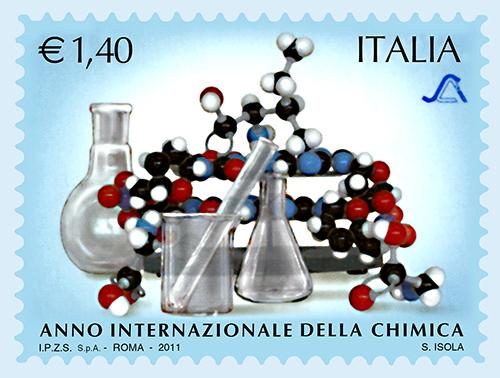 € 1,40 ITALIA
ANNO INTERNAZIONALE DELLA CHIMICA
I.P.Z.S. S.p.A. - ROMA - 2011 S. ISOLA